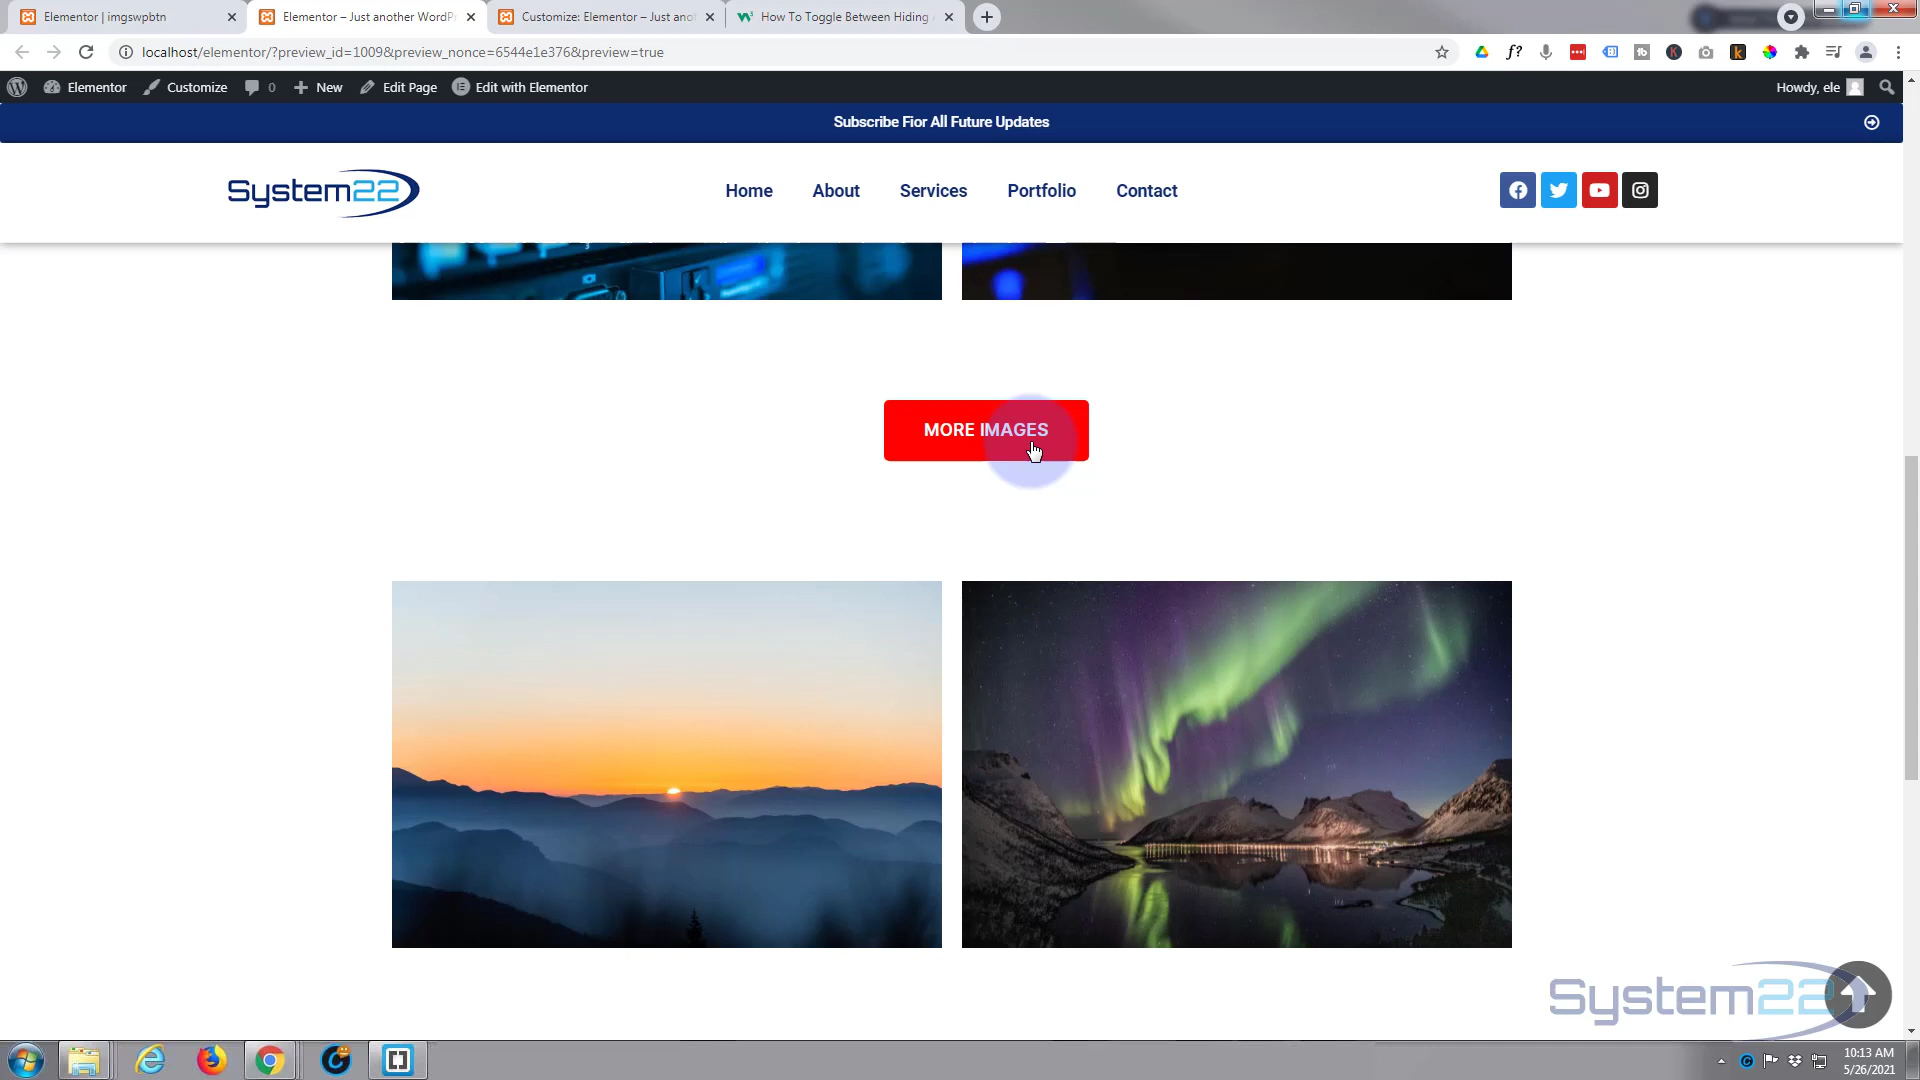 Elementor | imgswpbtn
Elementor – Just another WordPr
Customize: Elementor – Just anot
How To Toggle Between Hiding
localhost/elementor/?preview_id=1009&preview_nonce=6544e1e376&preview=true
Elementor
Customize
0
New
Edit Page
Edit with Elementor
Howdy, ele
Subscribe Fior All Future Updates
System22
Home
About
Services
Portfolio
Contact
MORE IMAGES
System22
10:13 AM
5/26/2021